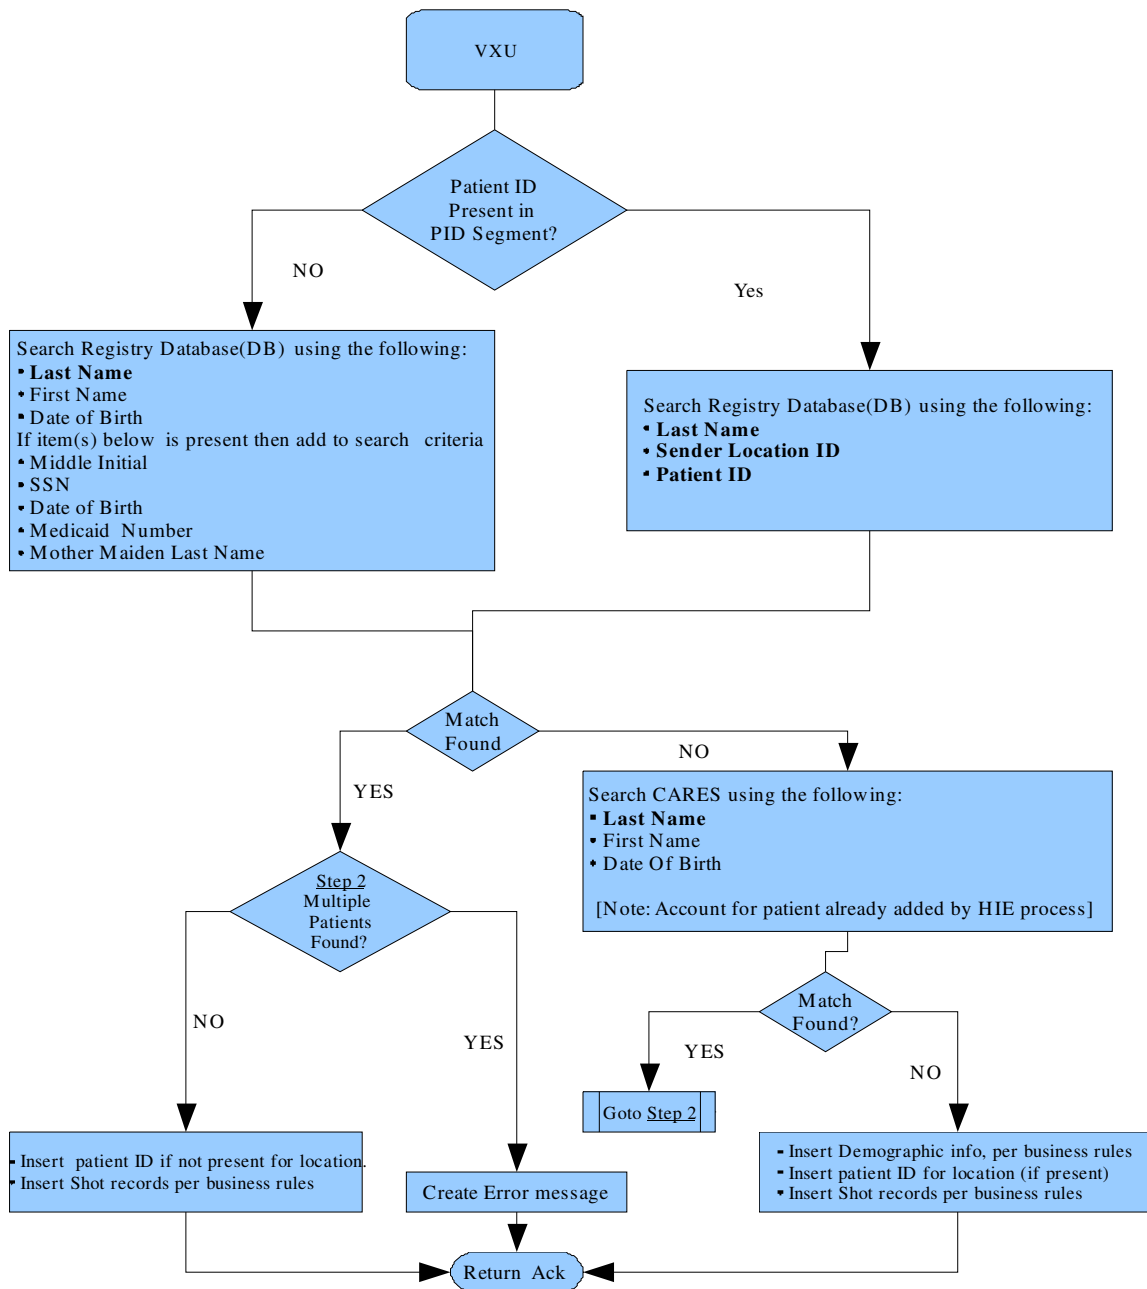 VXU
Patient ID
Present in
PID Segment?
NO
Yes
Search Registry Database(DB) using the following:
▪ Last Name
▪ First Name
▪ Date of Birth
If item(s) below is present then add to search criteria
▪ Middle Initial
▪ SSN
▪ Date of Birth
▪ Medicaid Number
▪ Mother Maiden Last Name
Search Registry Database(DB) using the following:
▪ Last Name
▪ Sender Location ID
▪ Patient ID
Match
Found
YES
NO
Search CARES using the following:
▪ Last Name
▪ First Name
▪ Date Of Birth
[Note: Account for patient already added by HIE process]
Step 2
Multiple
Patients
Found?
Match
Found?
NO
YES
YES
NO
Goto Step 2
▪ Insert patient ID if not present for location.
▪ Insert Shot records per business rules
Create Error message
▪ Insert Demographic info, per business rules
▪ Insert patient ID for location (if present)
▪ Insert Shot records per business rules
Return Ack